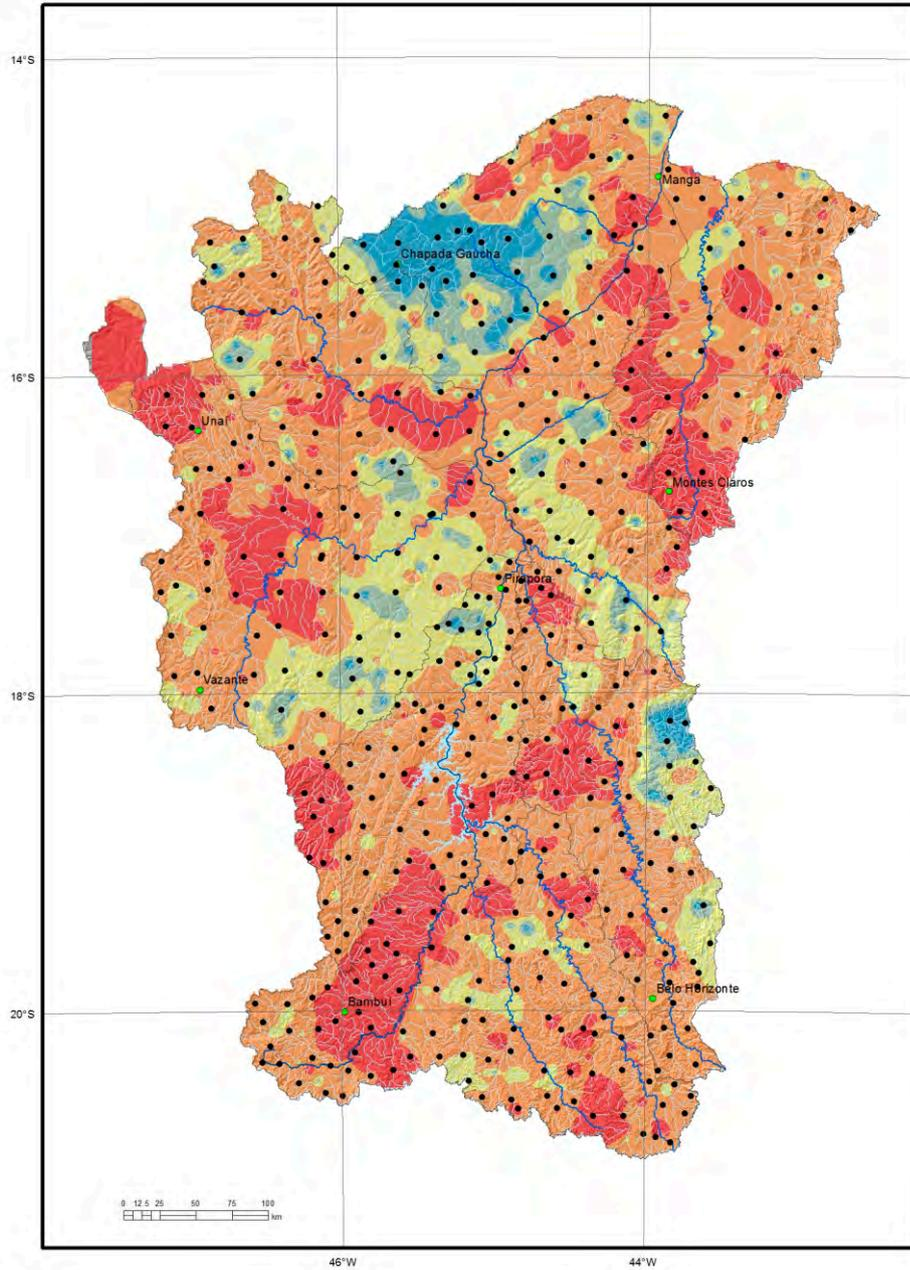 14°S
Manga
Chapada Gaucha
16°S
Unaí
Montes Claros
Pirapora
Vazante
18°S
Belo Horizonte
Bambuí
20°S
0 12.5 25 50 75 100
km
46°W 44°W